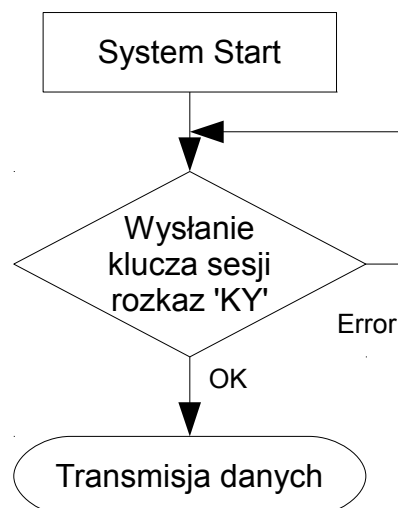 System Start
Wysłanie
klucza sesji
rozkaz 'KY'
Error
OK
Transmisja danych